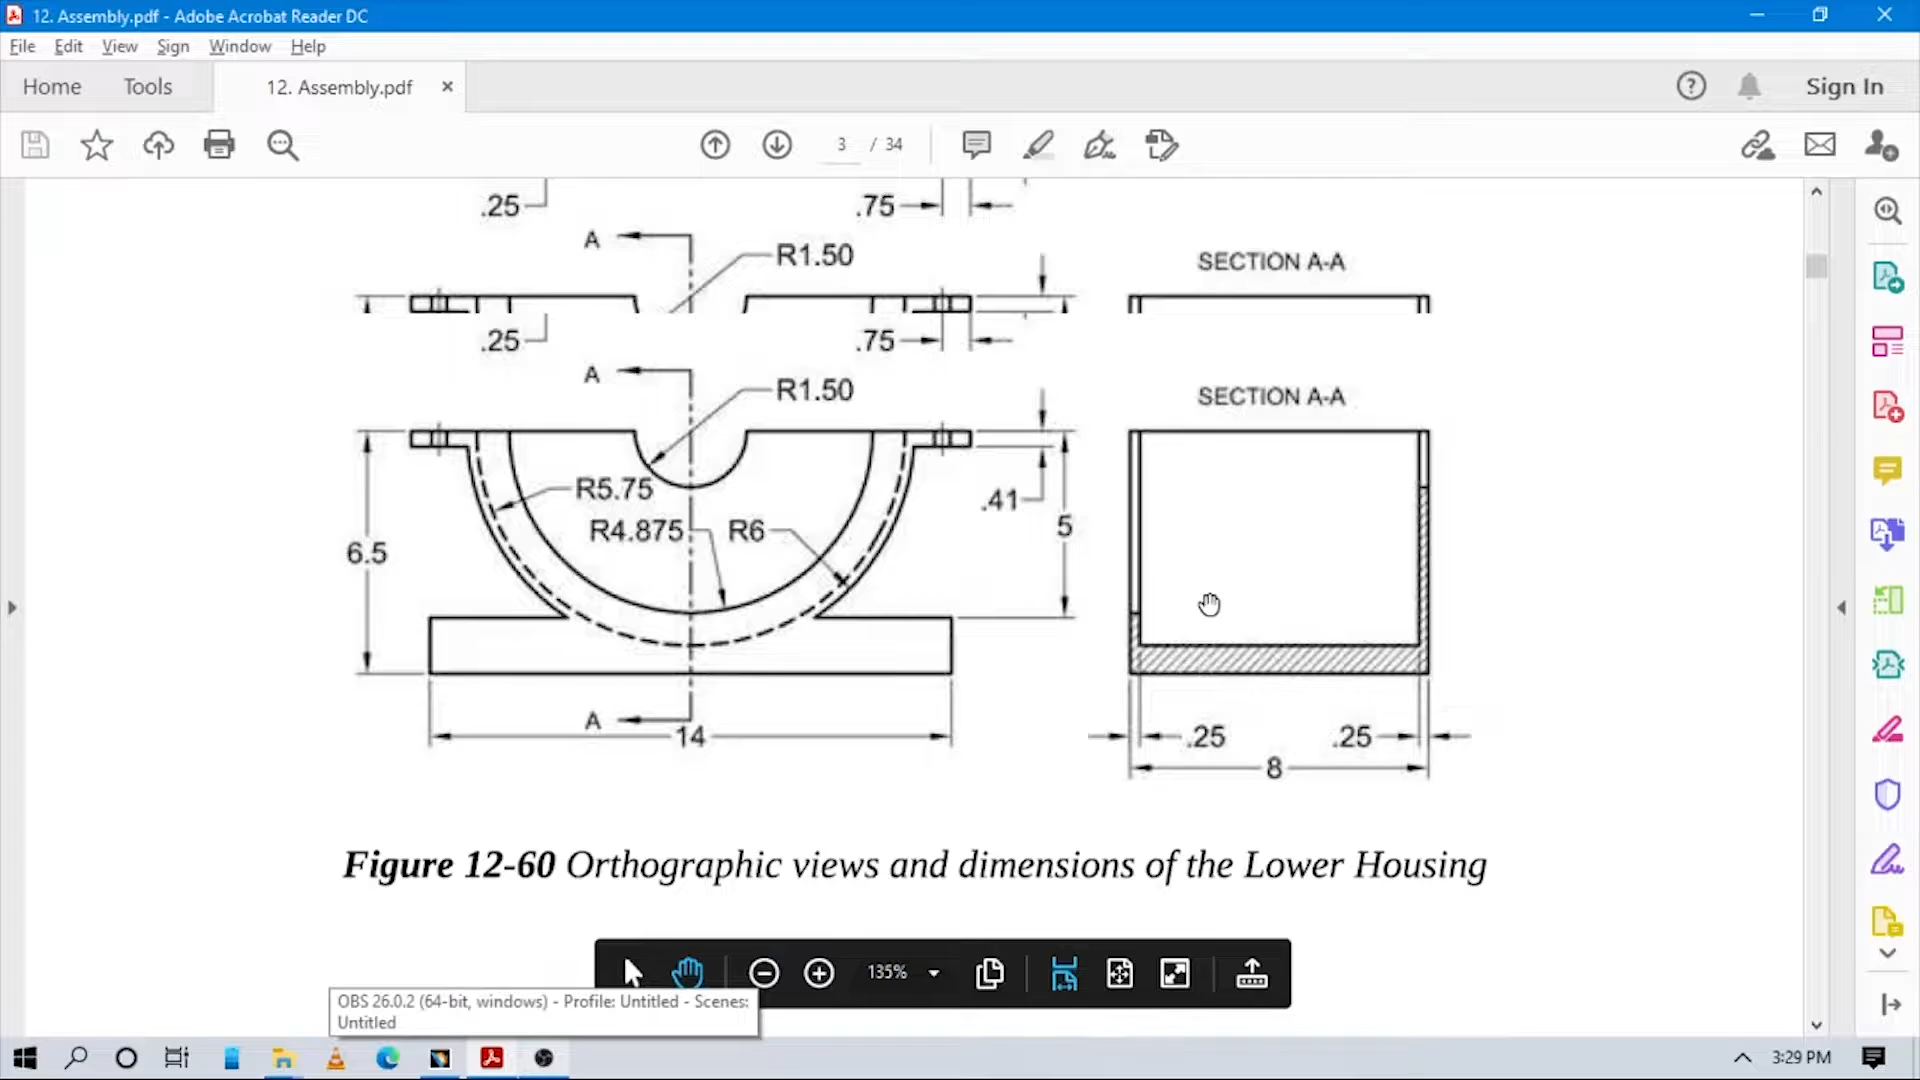 12. Assembly.pdf - Adobe Acrobat Reader DC
File Edit View Sign Window Help
Home Tools 12. Assembly.pdf × Sign In
3 / 34
.25 .75
A R1.50 SECTION A-A
.25 .75
A R1.50 SECTION A-A
R5.75 .41
R4.875 R6 5
6.5
A 14 .25 .25
8
Figure 12-60 Orthographic views and dimensions of the Lower Housing
135%
OBS 26.0.2 (64-bit, windows) - Profile: Untitled - Scenes:
Untitled
3:29 PM